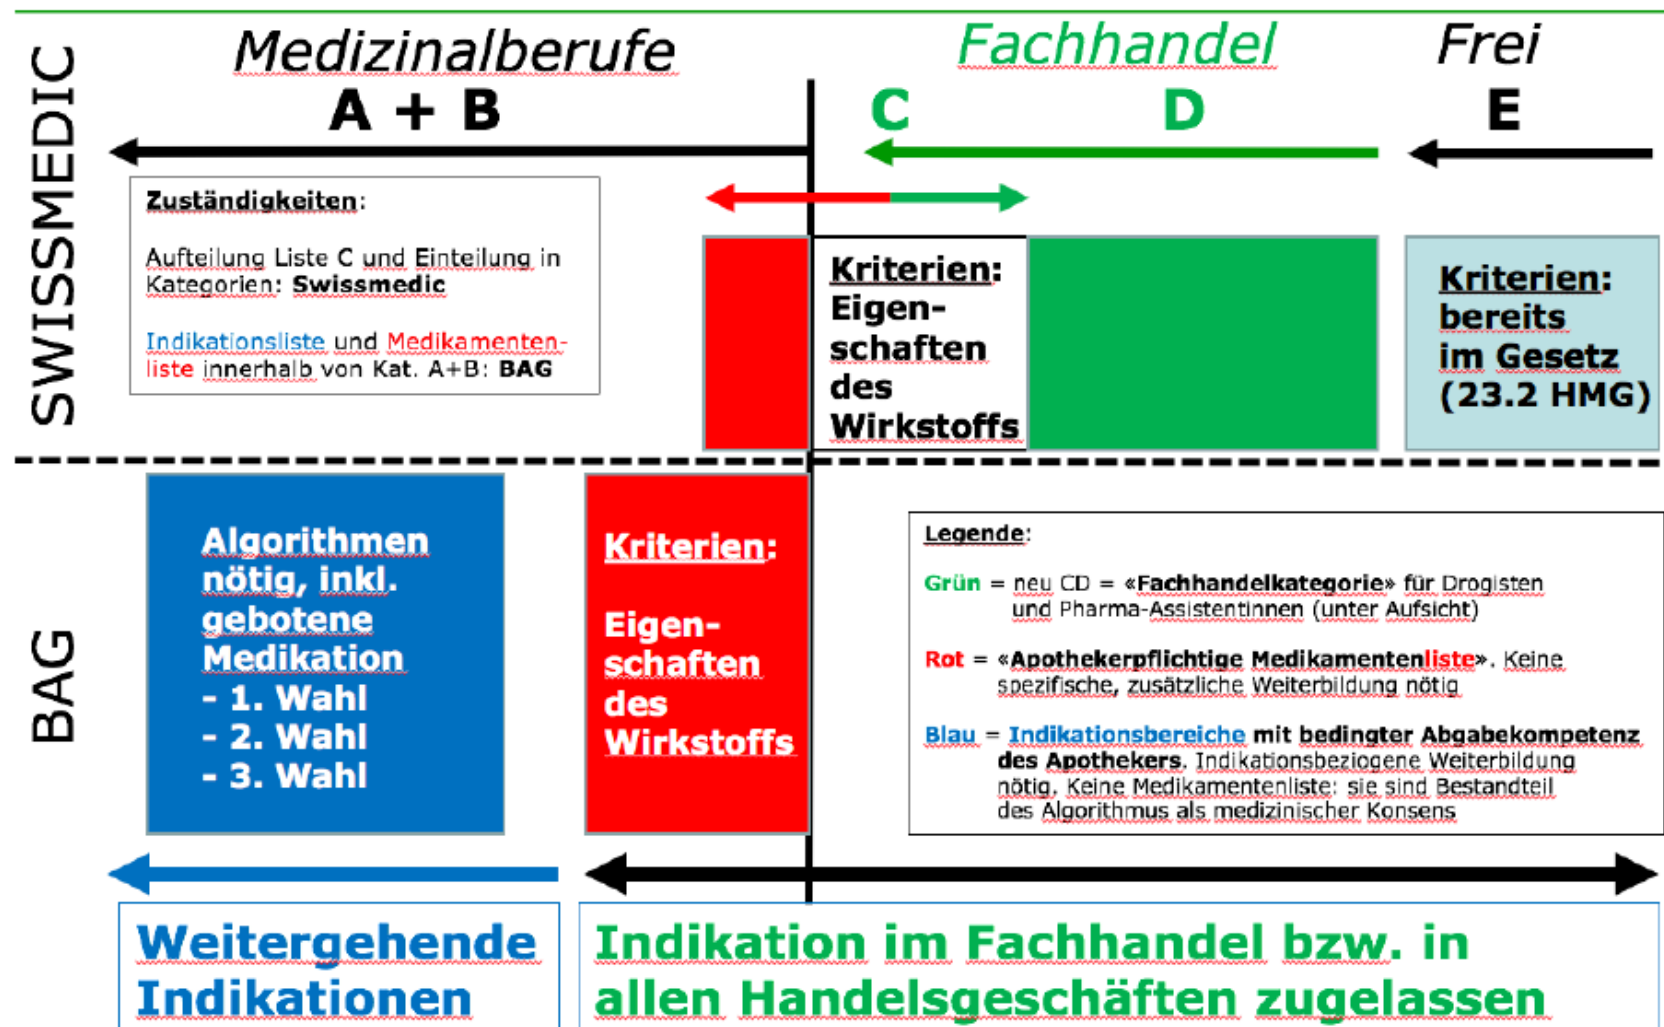 SWISSMEDIC
Medizinalberufe
A + B
Fachhandel
C
D
Frei
E
Zuständigkeiten:
Aufteilung Liste C und Einteilung in
Kategorien: Swissmedic
Indikationsliste und Medikamenten-
liste innerhalb von Kat. A+B: BAG
Kriterien:
Eigen-
schaften
des
Wirkstoffs
Kriterien:
bereits
im Gesetz
(23.2 HMG)
BAG
Algorithmen
nötig, inkl.
gebotene
Medikation
- 1. Wahl
- 2. Wahl
- 3. Wahl
Kriterien:
Eigen-
schaften
des
Wirkstoffs
Legende:
Grün = neu CD = «Fachhandelkategorie» für Drogisten
und Pharma-Assistentinnen (unter Aufsicht)
Rot = «Apothekerpflichtige Medikamentenliste». Keine
spezifische, zusätzliche Weiterbildung nötig
Blau = Indikationsbereiche mit bedingter Abgabekompetenz
des Apothekers. Indikationsbeziogene Weiterbildung
nötig. Keine Medikamentenliste: sie sind Bestandteil
des Algorithmus als medizinischer Konsens
Weitergehende
Indikationen
Indikation im Fachhandel bzw. in
allen Handelsgeschäften zugelassen